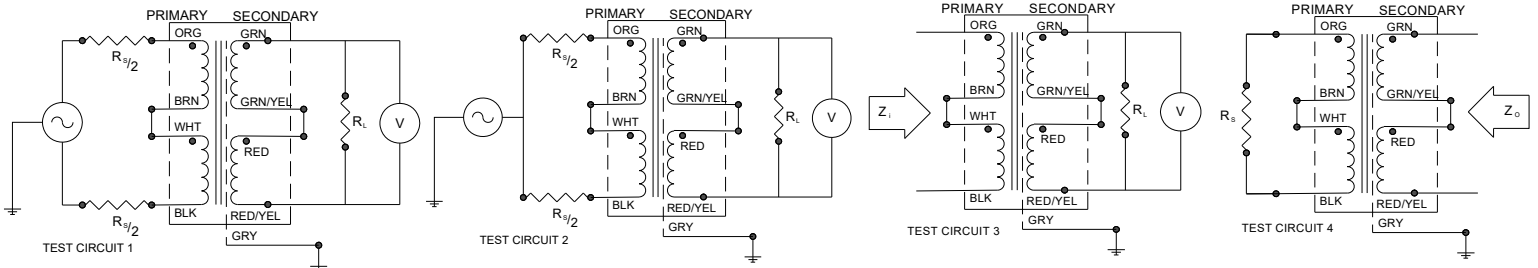 PRIMARY SECONDARY
ORG GRN
Rs/2
BRN GRN/YEL
WHT
RL
V
RED
Rs/2
BLK RED/YEL
GRY
TEST CIRCUIT 1
PRIMARY SECONDARY
ORG GRN
Rs/2
BRN GRN/YEL
WHT
RL
V
RED
Rs/2
BLK RED/YEL
GRY
TEST CIRCUIT 2
PRIMARY SECONDARY
ORG GRN
Zi
BRN GRN/YEL
WHT
RL
V
RED
BLK RED/YEL
GRY
TEST CIRCUIT 3
PRIMARY SECONDARY
ORG GRN
BRN GRN/YEL
Rs
WHT
Zo
RED
BLK RED/YEL
GRY
TEST CIRCUIT 4